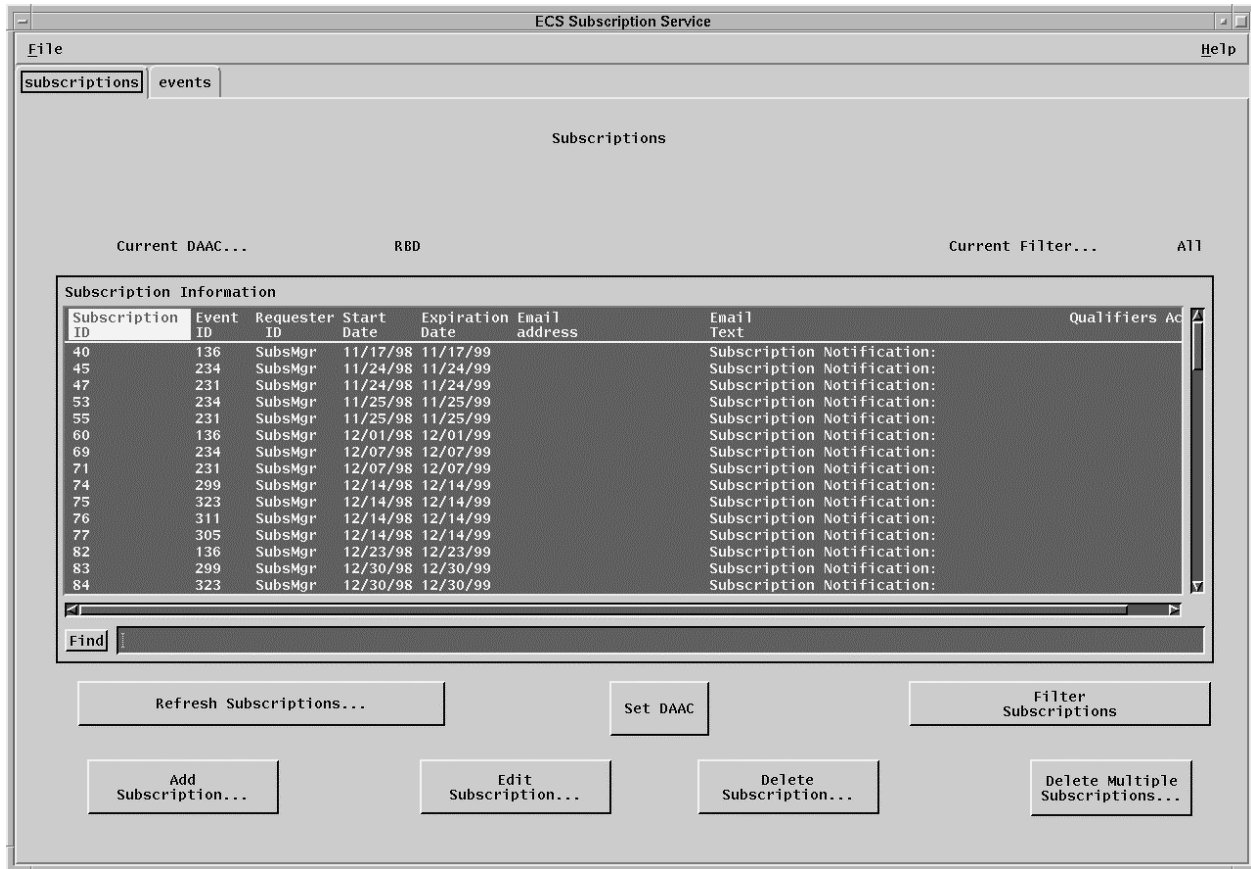 ECS Subscription Service
File Help
subscriptions events
Subscriptions
Current DAAC... RBD Current Filter... All
Subscription Information
Subscription Event Requester Start Expiration Email Email Qualifiers Ac
ID ID ID Date Date address Text
40 136 SubsMgr 11/17/98 11/17/99 Subscription Notification:
45 234 SubsMgr 11/24/98 11/24/99 Subscription Notification:
47 231 SubsMgr 11/24/98 11/24/99 Subscription Notification:
53 234 SubsMgr 11/25/98 11/25/99 Subscription Notification:
55 231 SubsMgr 11/25/98 11/25/99 Subscription Notification:
60 136 SubsMgr 12/01/98 12/01/99 Subscription Notification:
69 234 SubsMgr 12/07/98 12/07/99 Subscription Notification:
71 231 SubsMgr 12/07/98 12/07/99 Subscription Notification:
74 299 SubsMgr 12/14/98 12/14/99 Subscription Notification:
75 323 SubsMgr 12/14/98 12/14/99 Subscription Notification:
76 311 SubsMgr 12/14/98 12/14/99 Subscription Notification:
77 305 SubsMgr 12/14/98 12/14/99 Subscription Notification:
82 136 SubsMgr 12/23/98 12/23/99 Subscription Notification:
83 299 SubsMgr 12/30/98 12/30/99 Subscription Notification:
84 323 SubsMgr 12/30/98 12/30/99 Subscription Notification:
Find
Refresh Subscriptions...
Set DAAC
Filter
Subscriptions
Add
Subscription...
Edit
Subscription...
Delete
Subscription...
Delete Multiple
Subscriptions...